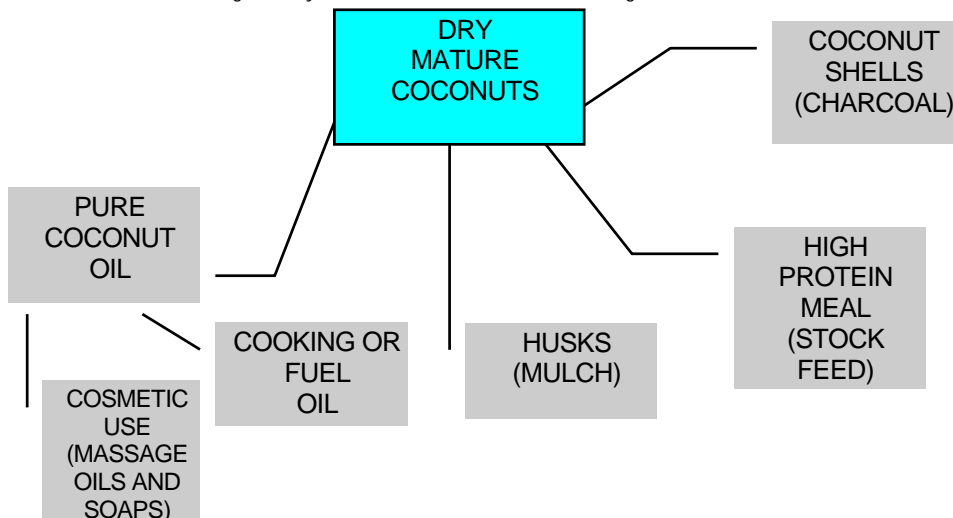 DRY
MATURE
COCONUTS
COCONUT
SHELLS
(CHARCOAL)
PURE
COCONUT
OIL
HIGH
PROTEIN
MEAL
(STOCK
FEED)
COOKING OR
FUEL
OIL
HUSKS
(MULCH)
COSMETIC
USE
(MASSAGE
OILS AND
SOAPS)